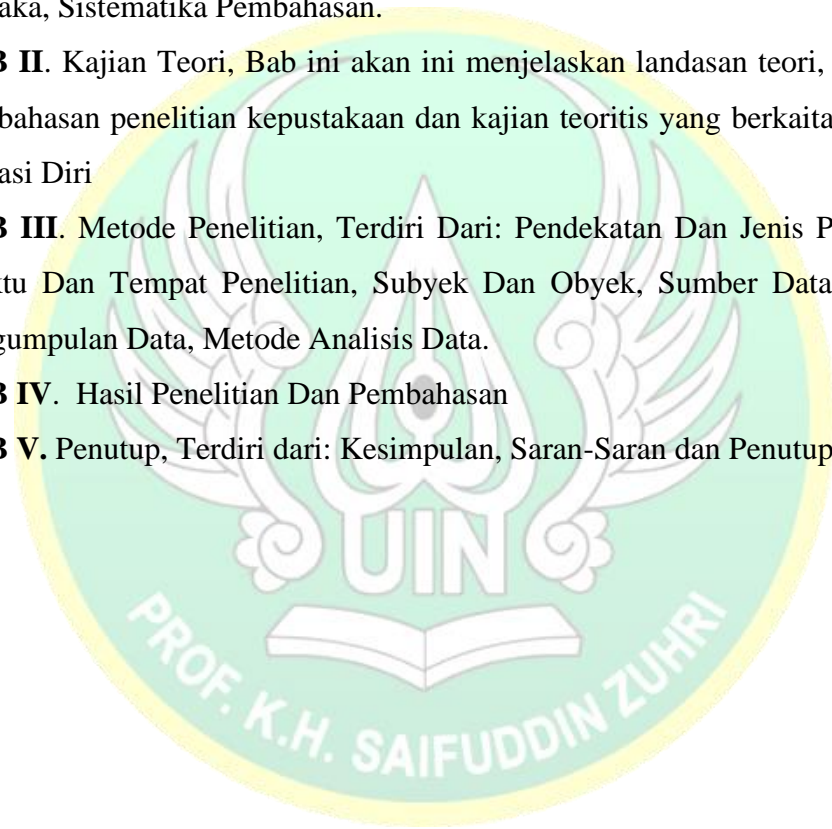 aka, Sistematika Pembahasan.
B II. Kajian Teori, Bab ini akan ini menjelaskan landasan teori,
bahasan penelitian kepustakaan dan kajian teoritis yang berkaita
asi Diri
B III. Metode Penelitian, Terdiri Dari: Pendekatan Dan Jenis P
tu Dan Tempat Penelitian, Subyek Dan Obyek, Sumber Data
gumpulan Data, Metode Analisis Data.
B IV. Hasil Penelitian Dan Pembahasan
B V. Penutup, Terdiri dari: Kesimpulan, Saran-Saran dan Penutup
UIN
PROF. K.H. SAIFUDDIN ZUHRI